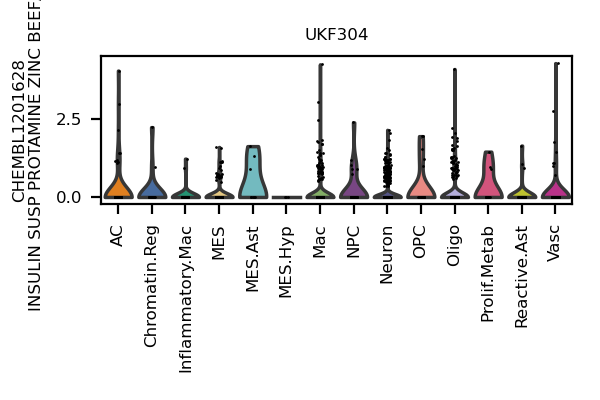 UKF304
CHEMBL1201628
INSULIN SUSP PROTAMINE ZINC BEEF
2.5
0.0
AC
Chromatin.Reg
Inflammatory.Mac
MES
MES.Ast
MES.Hyp
Mac
NPC
Neuron
OPC
Oligo
Prolif.Metab
Reactive.Ast
Vasc